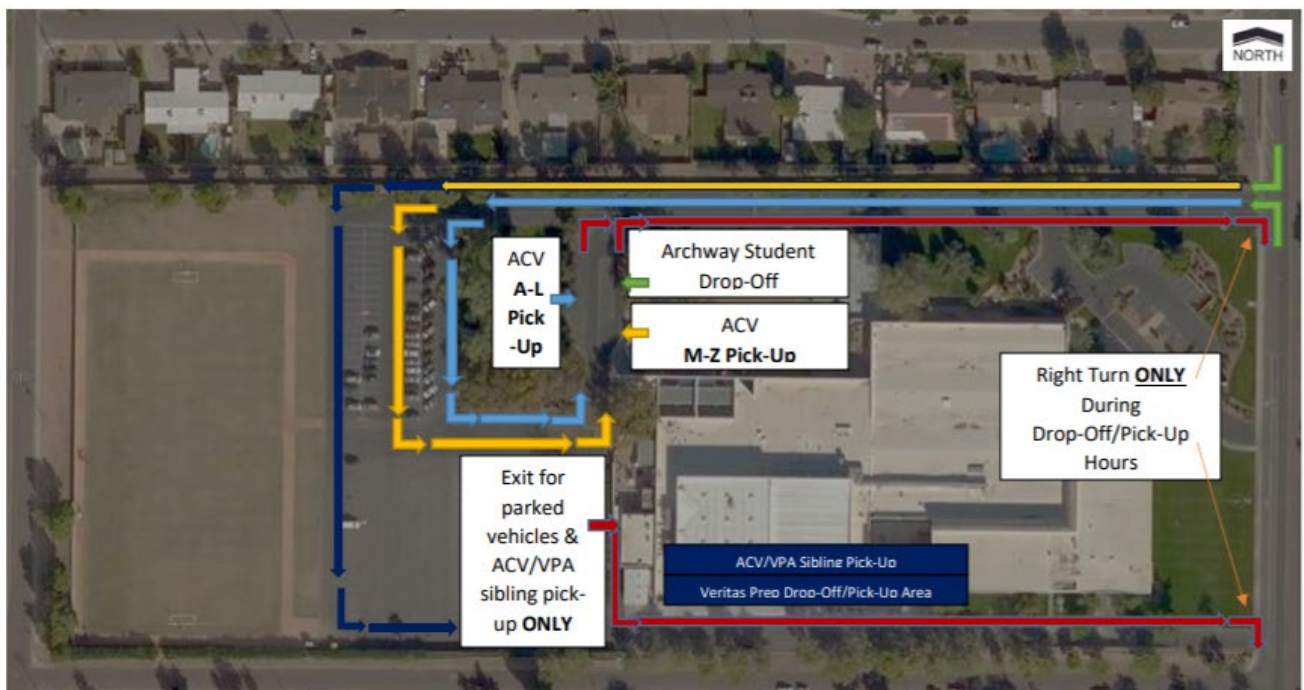 NORTH
ACV
A-L
Pick
-Up
Archway Student
Drop-Off
ACV
M-Z Pick-Up
Right Turn ONLY
During
Drop-Off/Pick-Up
Hours
Exit for
parked
vehicles &
ACV/VPA
sibling pick-
up ONLY
ACV/VPA Sibling Pick-Up
Veritas Prep Drop-Off/Pick-Up Area